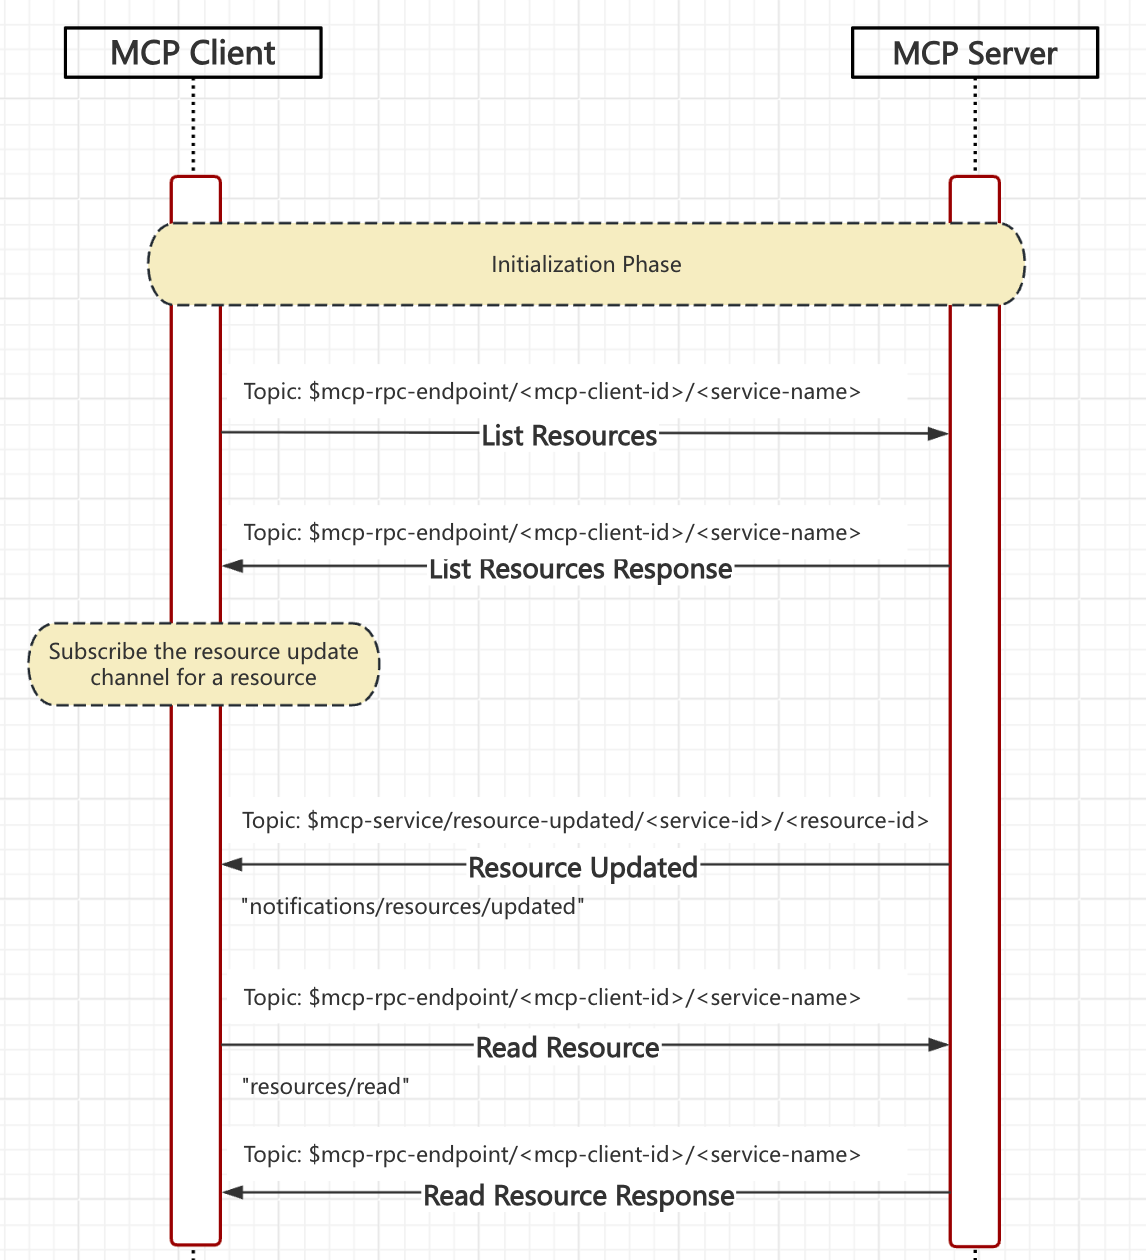 MCP Client
MCP Server
Initialization Phase
Topic: $mcp-rpc-endpoint/<mcp-client-id>/<service-name>
List Resources
Topic: $mcp-rpc-endpoint/<mcp-client-id>/<service-name>
List Resources Response
Subscribe the resource update
channel for a resource
Topic: $mcp-service/resource-updated/<service-id>/<resource-id>
Resource Updated
"notifications/resources/updated"
Topic: $mcp-rpc-endpoint/<mcp-client-id>/<service-name>
Read Resource
"resources/read"
Topic: $mcp-rpc-endpoint/<mcp-client-id>/<service-name>
Read Resource Response